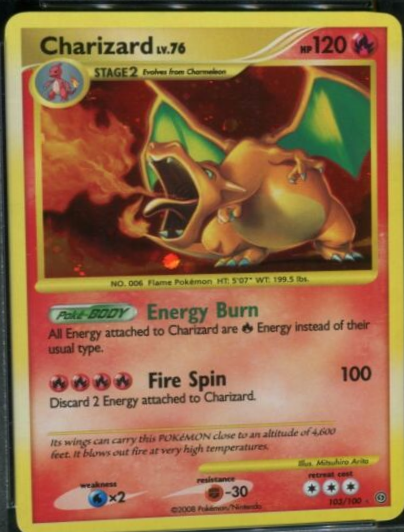 Charizard LV.76 HP 120
STAGE2 Evolves from Charmeleon
NO. 006 Flame Pokémon HT: 5'07" WT: 199.5 lbs.
Poké-BODY Energy Burn
All Energy attached to Charizard are Energy instead of their
usual type.
Fire Spin 100
Discard 2 Energy attached to Charizard.
Its wings can carry this POKéMON close to an altitude of 4,600
feet. It blows out fire at very high temperatures.
Illus. Mitsuhiro Arita
weakness resistance retreat cost
×2 -30
103/100
©2008 Pokémon/Nintendo